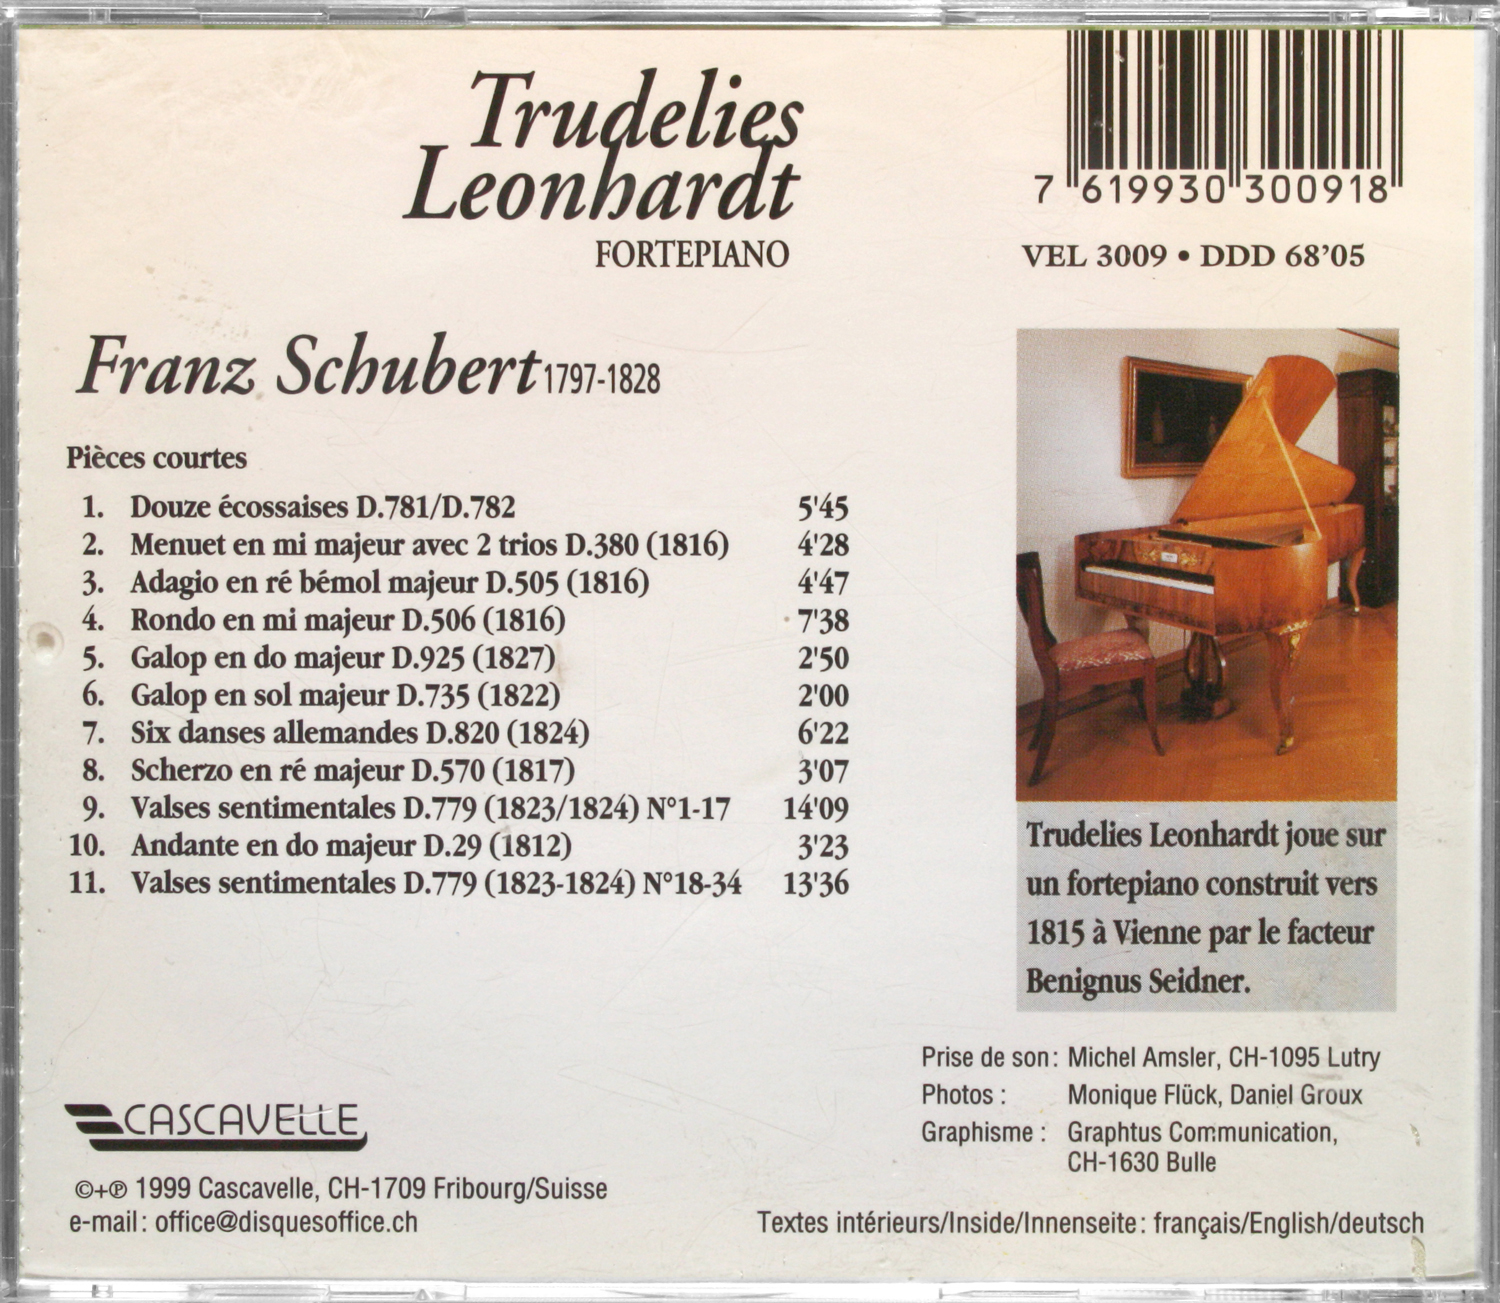 Trudelies
Leonhardt
FORTEPIANO
7 619930 300918
VEL 3009 • DDD 68’05
Franz Schubert 1797-1828
Pièces courtes
1. Douze écossaises D.781/D.782 5'45
2. Menuet en mi majeur avec 2 trios D.380 (1816) 4'28
3. Adagio en ré bémol majeur D.505 (1816) 4'47
4. Rondo en mi majeur D.506 (1816) 7'38
5. Galop en do majeur D.925 (1827) 2'50
6. Galop en sol majeur D.735 (1822) 2'00
7. Six danses allemandes D.820 (1824) 6'22
8. Scherzo en ré majeur D.570 (1817) 3'07
9. Valses sentimentales D.779 (1823/1824) N°1-17 14'09
10. Andante en do majeur D.29 (1812) 3'23
11. Valses sentimentales D.779 (1823-1824) N°18-34 13'36
Trudelies Leonhardt joue sur
un fortepiano construit vers
1815 à Vienne par le facteur
Benignus Seidner.
Prise de son: Michel Amsler, CH-1095 Lutry
Photos : Monique Flück, Daniel Groux
Graphisme : Graphtus Communication,
CH-1630 Bulle
CASCAVELLE
©+℗ 1999 Cascavelle, CH-1709 Fribourg/Suisse
e-mail: office@disquesoffice.ch
Textes intérieurs/Inside/Innenseite: français/English/deutsch